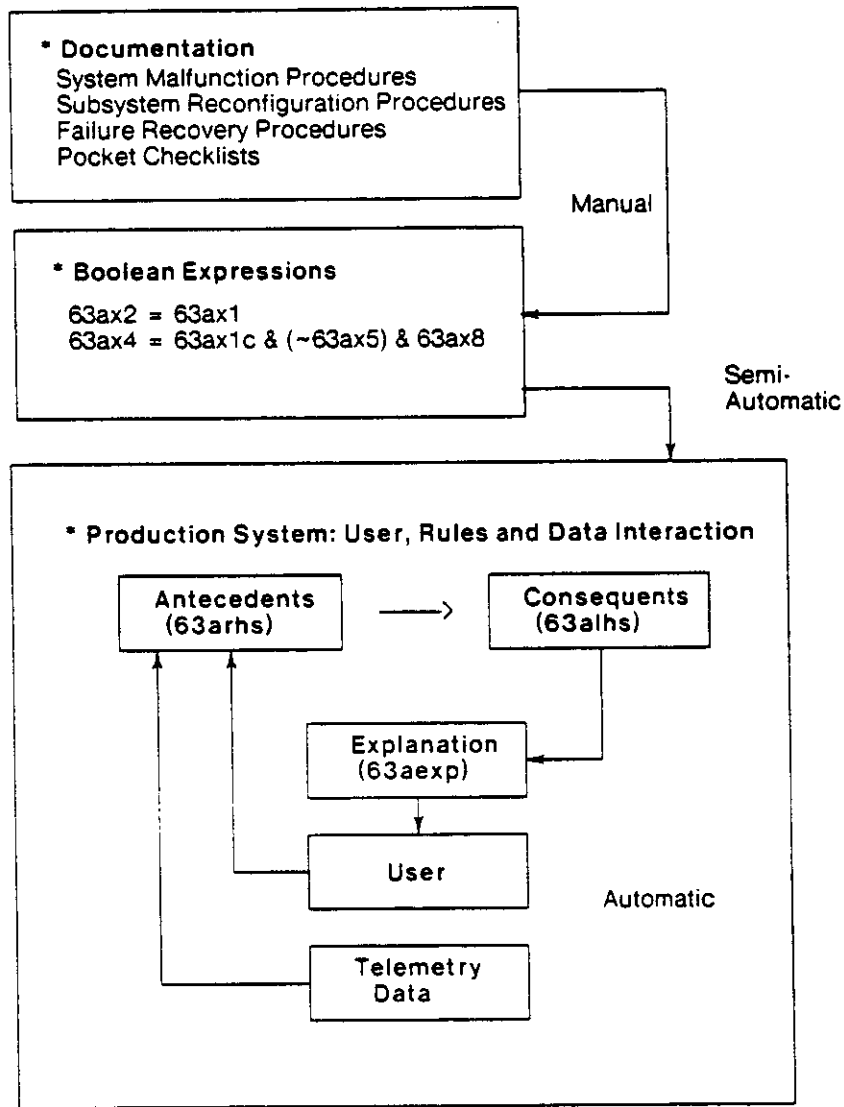 * Documentation
System Malfunction Procedures
Subsystem Reconfiguration Procedures
Failure Recovery Procedures
Pocket Checklists
Manual
* Boolean Expressions
63ax2 = 63ax1
63ax4 = 63ax1c & (~63ax5) & 63ax8
Semi-
Automatic
* Production System: User, Rules and Data Interaction
Antecedents
(63arhs)
Consequents
(63alhs)
Explanation
(63aexp)
User
Automatic
Telemetry
Data